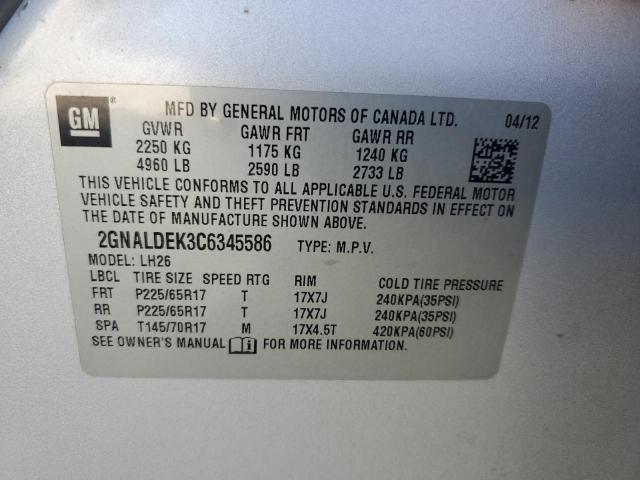 GM ®
MFD BY GENERAL MOTORS OF CANADA LTD. 04/12
GVWR GAWR FRT GAWR RR
2250 KG 1175 KG 1240 KG
4960 LB 2590 LB 2733 LB
THIS VEHICLE CONFORMS TO ALL APPLICABLE U.S. FEDERAL MOTOR
VEHICLE SAFETY AND THEFT PREVENTION STANDARDS IN EFFECT ON
THE DATE OF MANUFACTURE SHOWN ABOVE.
2GNALDEK3C6345586 TYPE: M.P.V.
MODEL: LH26
LBCL TIRE SIZE SPEED RTG RIM COLD TIRE PRESSURE
FRT P225/65R17 T 17X7J 240KPA(35PSI)
RR P225/65R17 T 17X7J 240KPA(35PSI)
SPA T145/70R17 M 17X4.5T 420KPA(60PSI)
SEE OWNER'S MANUAL FOR MORE INFORMATION.